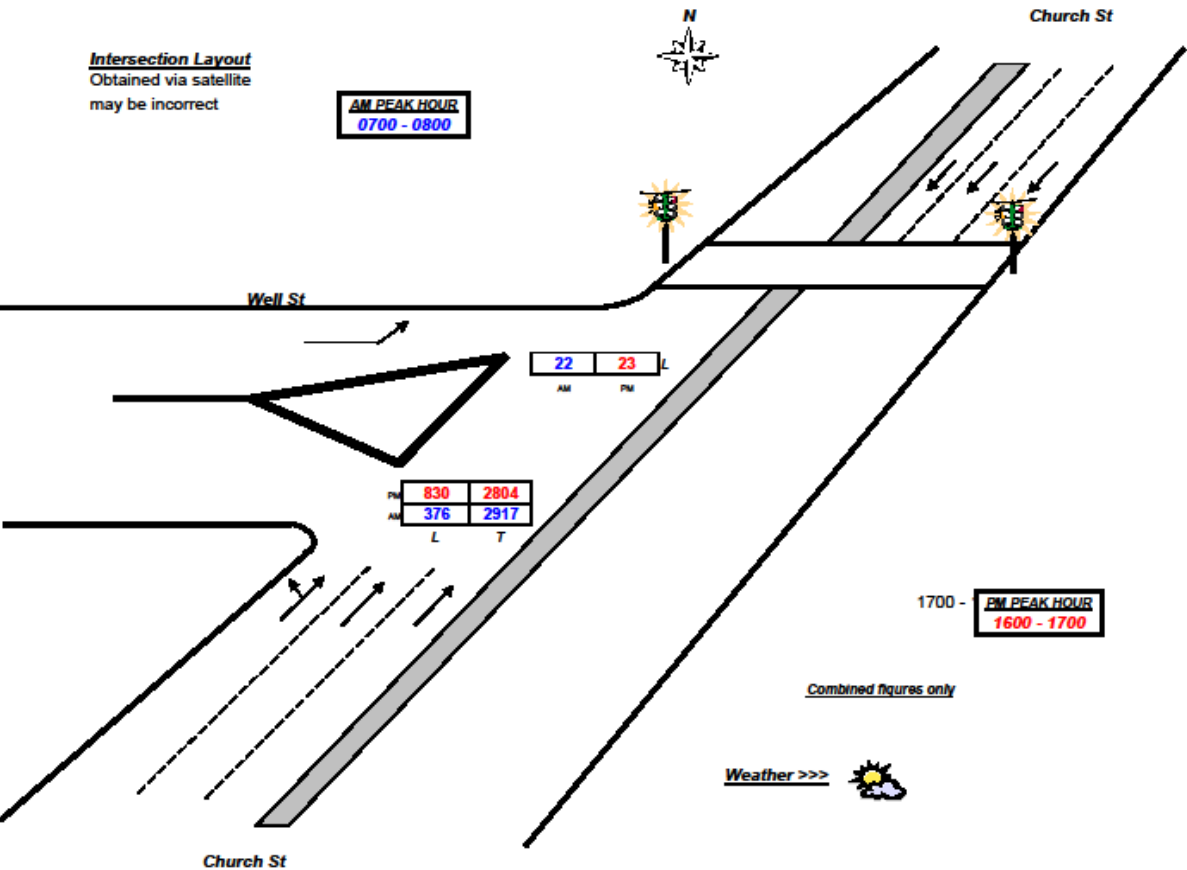 N
Church St
Intersection Layout
Obtained via satellite
may be incorrect
AM PEAK HOUR
0700 - 0800
Well St
22 23 L
AM PM
PM 830 2804
AM 376 2917
L T
1700 -
PM PEAK HOUR
1600 - 1700
Combined figures only
Weather >>>
Church St